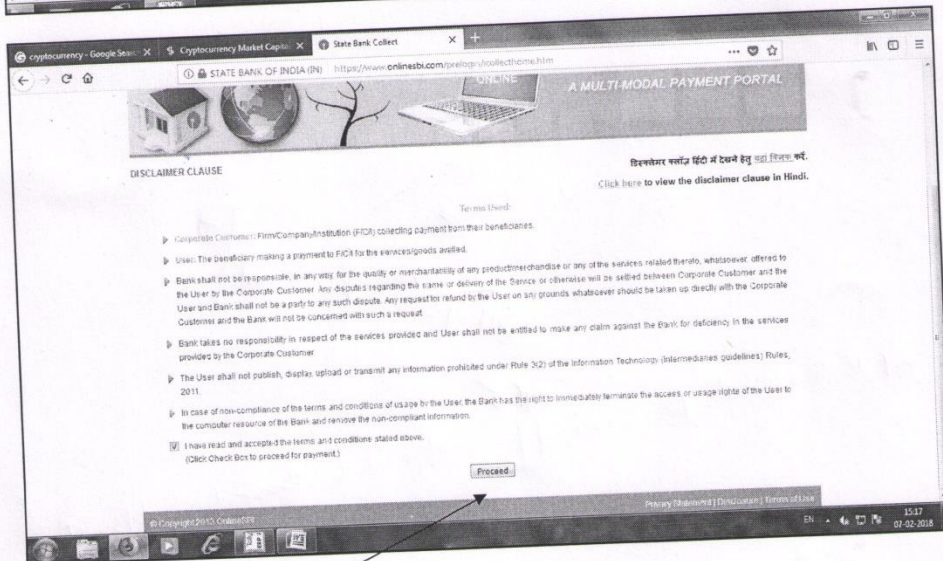 cryptocurrency - Google Sear
Cryptocurrency Market Capita
State Bank Collect
STATE BANK OF INDIA (IN) https://www.onlinesbi.com/prelogin/icollecthome.htm
ONLINE
A MULTI-MODAL PAYMENT PORTAL
DISCLAIMER CLAUSE
डिस्क्लेमर क्लॉज़ हिंदी में देखने हेतु यहां क्लिक करें.
Click here to view the disclaimer clause in Hindi.
Terms Used
Corporate Customer: Firm/Company/Institution (F/C/I) collecting payment from their beneficiaries.
User: The beneficiary making a payment to F/C/I for the services/goods availed.
Bank shall not be responsible, in any way, for the quality or merchantability of any product/merchandise or any of the services related thereto, whatsoever, offered to
the User by the Corporate Customer. Any disputes regarding the same or delivery of the Service or otherwise will be settled between Corporate Customer and the
User and Bank shall not be a party to any such dispute. Any request for refund by the User on any grounds whatsoever should be taken up directly with the Corporate
Customer and the Bank will not be concerned with such a request.
Bank takes no responsibility in respect of the services provided and User shall not be entitled to make any claim against the Bank for deficiency in the services
provided by the Corporate Customer
The User shall not publish, display, upload or transmit any information prohibited under Rule 3(2) of the Information Technology (Intermediaries guidelines) Rules,
2011.
In case of non-compliance of the terms and conditions of usage by the User, the Bank has the right to immediately terminate the access or usage rights of the User to
the computer resource of the Bank and remove the non-compliant information.
I have read and accepted the terms and conditions stated above.
(Click Check Box to proceed for payment.)
Proceed
© Copyright 2013 OnlineSBI
Privacy Statement | Disclosure | Terms of Use
EN
15:17
07-02-2018